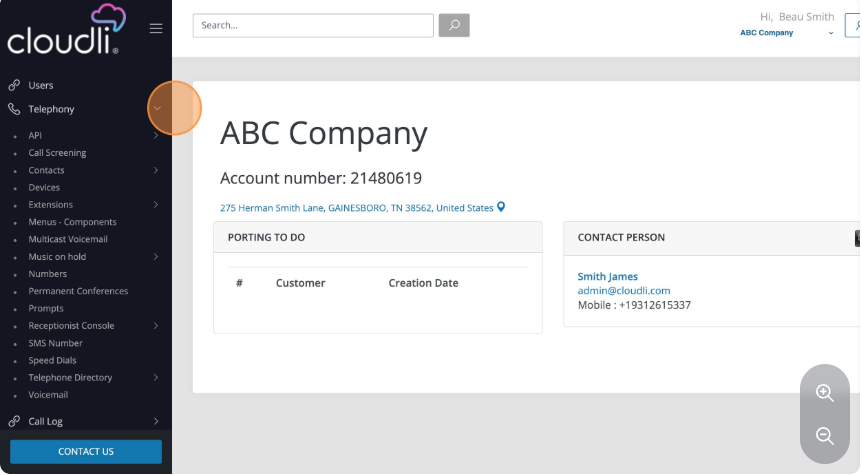 cloudli®
Search...
Hi, Beau Smith
ABC Company
Users
Telephony
API
Call Screening
Contacts
Devices
Extensions
Menus - Components
Multicast Voicemail
Music on hold
Numbers
Permanent Conferences
Prompts
Receptionist Console
SMS Number
Speed Dials
Telephone Directory
Voicemail
Call Log
CONTACT US
ABC Company
Account number: 21480619
275 Herman Smith Lane, GAINESBORO, TN 38562, United States
PORTING TO DO
# Customer Creation Date
CONTACT PERSON
Smith James
admin@cloudli.com
Mobile : +19312615337